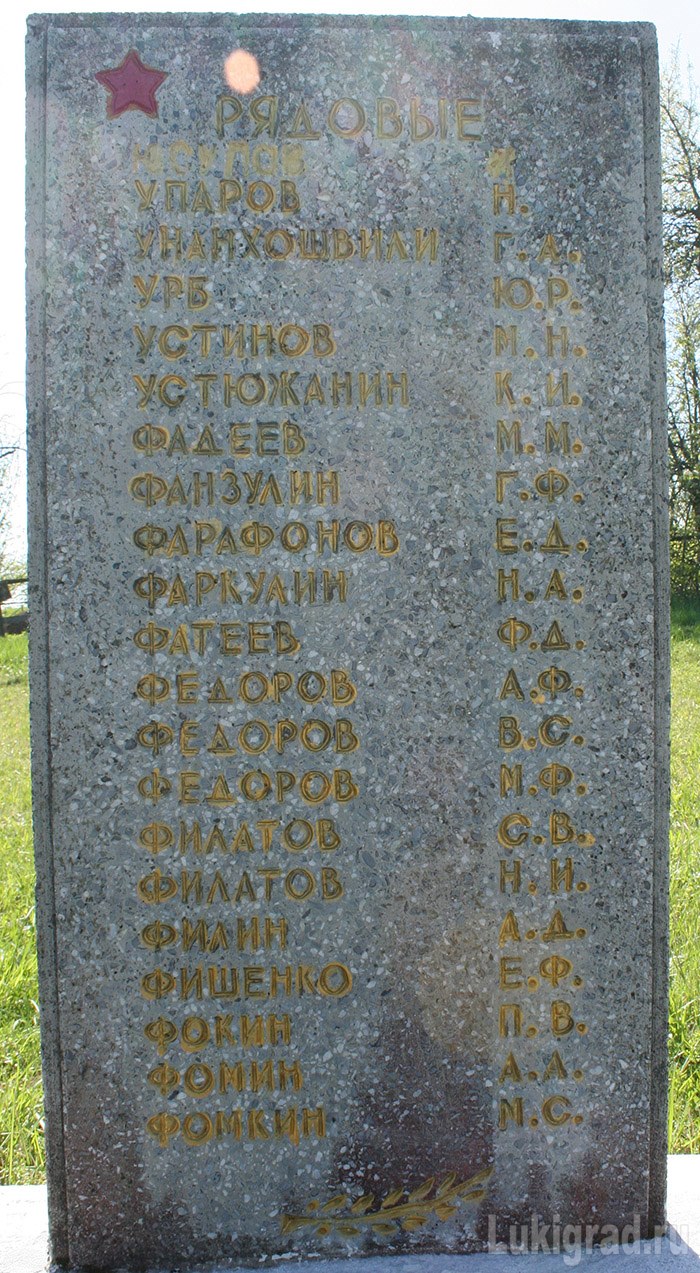 РЯДОВЫЕ
ЮСУПОВ
УПАРОВ Н.
УНАНХОШВИЛИ Г.А.
УРБ Ю.Р.
УСТИНОВ М.Н.
УСТЮЖАНИН К.И.
ФАДЕЕВ М.М.
ФАНЗУЛИН Г.Ф.
ФАРАФОНОВ Е.Д.
ФАРКУЛИН Н.А.
ФАТЕЕВ Ф.Д.
ФЕДОРОВ А.Ф.
ФЕДОРОВ В.С.
ФЕДОРОВ М.Ф.
ФИЛАТОВ С.В.
ФИЛАТОВ Н.И.
ФИЛИН А.Д.
ФИШЕНКО Е.Ф.
ФОКИН П.В.
ФОМИН А.А.
ФОМКИН М.С.
Lukigrad.ru